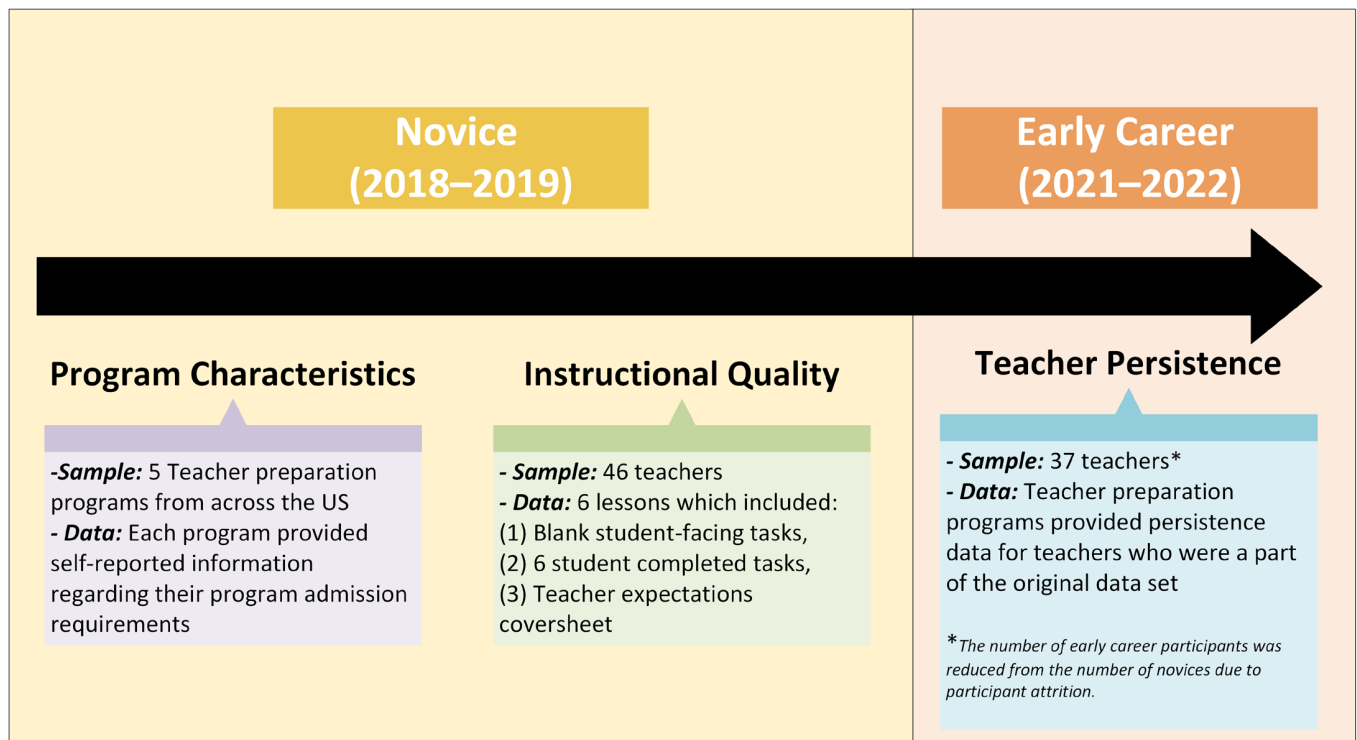 Novice
(2018–2019)
Early Career
(2021–2022)
Program Characteristics
-Sample: 5 Teacher preparation
programs from across the US
- Data: Each program provided
self-reported information
regarding their program admission
requirements
Instructional Quality
- Sample: 46 teachers
- Data: 6 lessons which included:
(1) Blank student-facing tasks,
(2) 6 student completed tasks,
(3) Teacher expectations
coversheet
Teacher Persistence
- Sample: 37 teachers*
- Data: Teacher preparation
programs provided persistence
data for teachers who were a part
of the original data set
*The number of early career participants was
reduced from the number of novices due to
participant attrition.